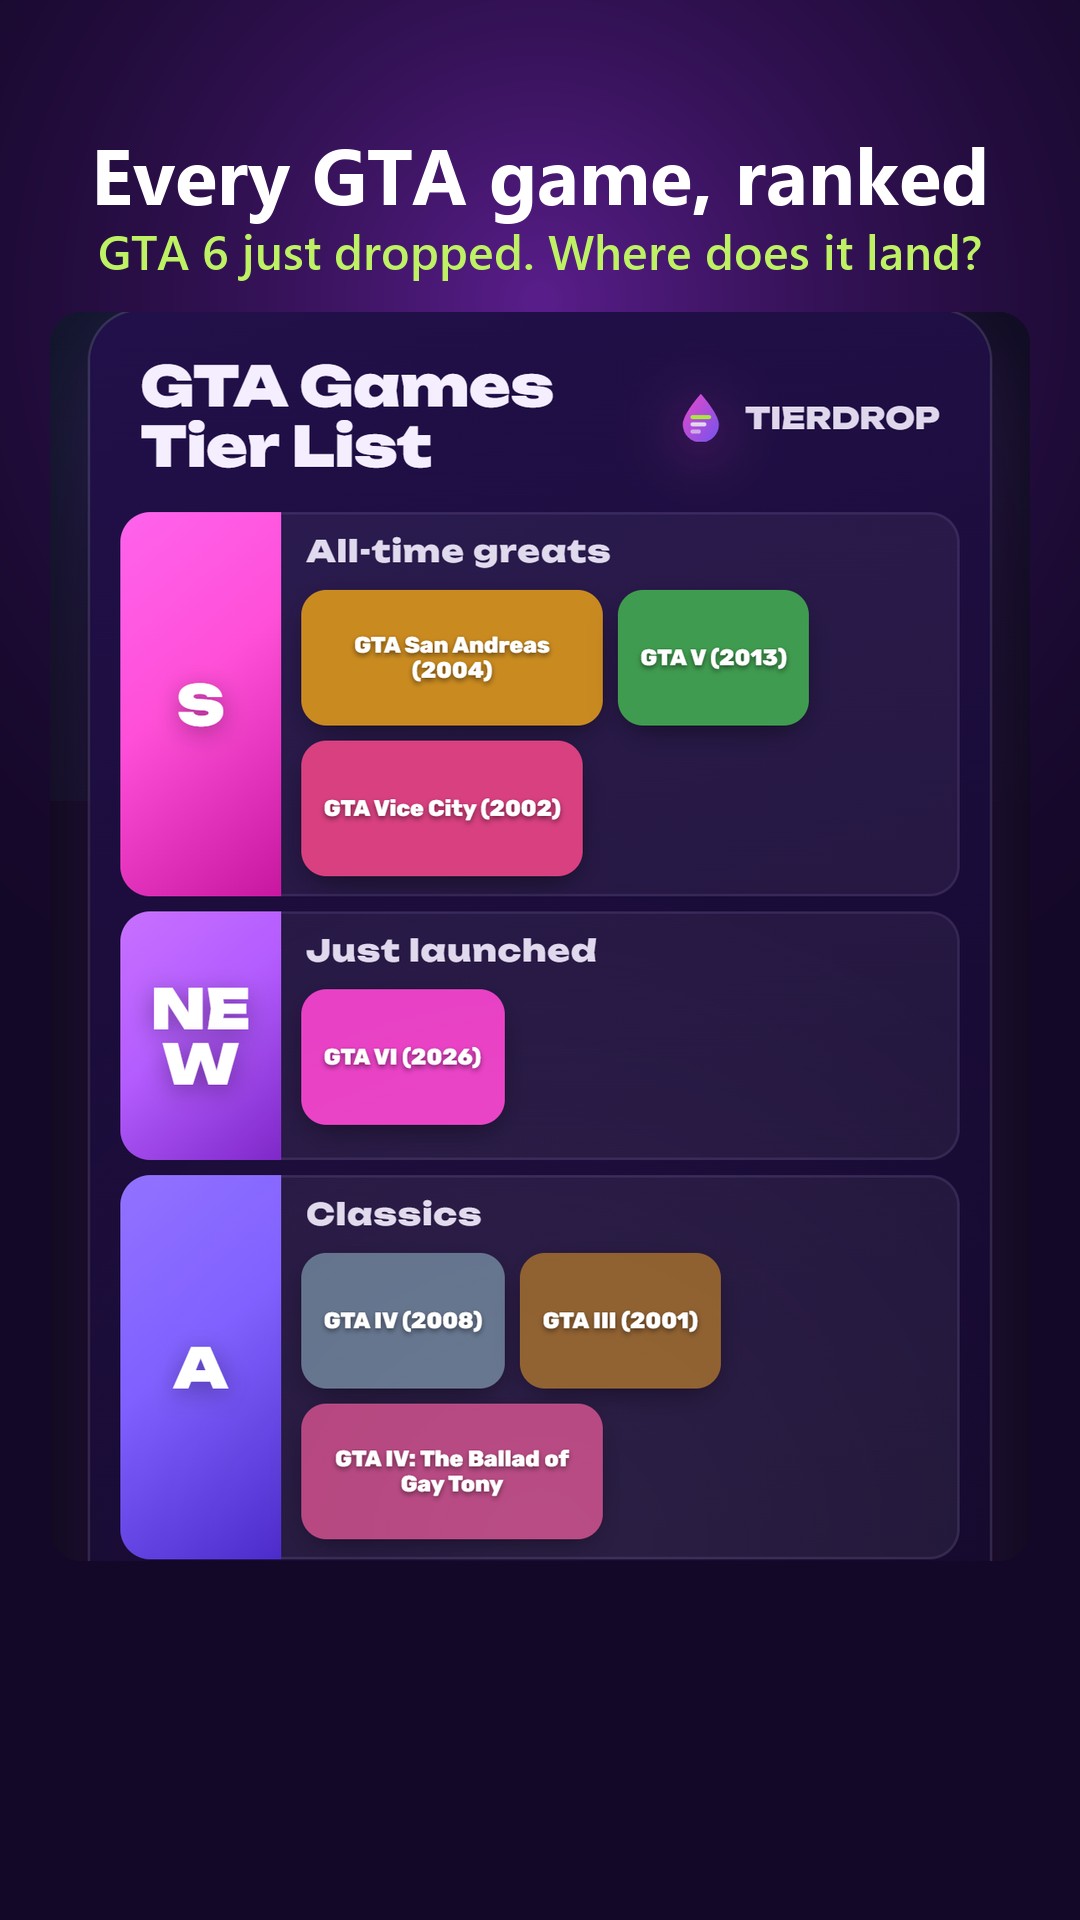 Every GTA game, ranked
GTA 6 just dropped. Where does it land?
GTA Games
Tier List
TIERDROP
S
All-time greats
GTA San Andreas
(2004)
GTA V (2013)
GTA Vice City (2002)
NE
W
Just launched
GTA VI (2026)
A
Classics
GTA IV (2008)
GTA III (2001)
GTA IV: The Ballad of
Gay Tony